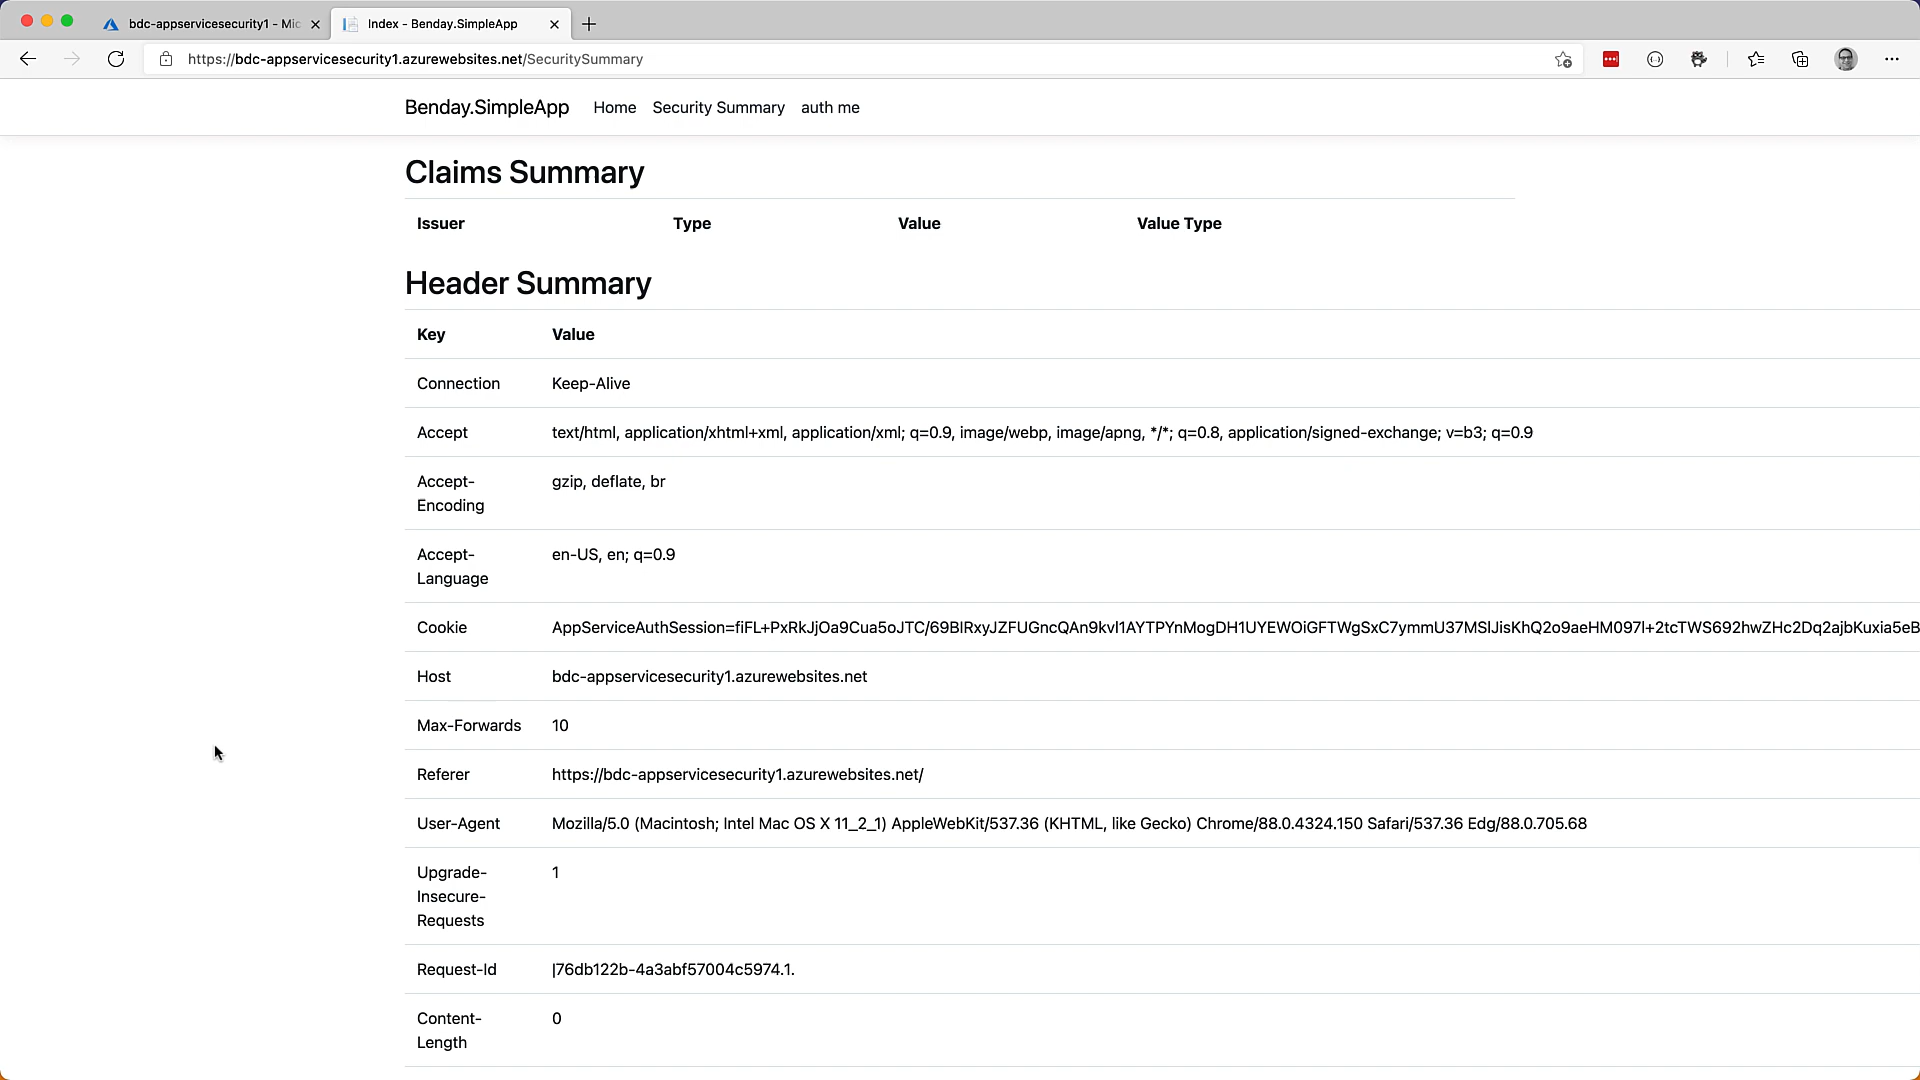 bdc-appservicesecurity1 - Mic
Index - Benday.SimpleApp
https://bdc-appservicesecurity1.azurewebsites.net/SecuritySummary
Benday.SimpleApp Home Security Summary auth me
Claims Summary
Issuer Type Value Value Type
Header Summary
Key Value
Connection Keep-Alive
Accept text/html, application/xhtml+xml, application/xml; q=0.9, image/webp, image/apng, */*; q=0.8, application/signed-exchange; v=b3; q=0.9
Accept- gzip, deflate, br
Encoding
Accept- en-US, en; q=0.9
Language
Cookie AppServiceAuthSession=fiFL+PxRkJjOa9Cua5oJTC/69BlRxyJZFUGncQAn9kvl1AYTPYnMogDH1UYEWOiGFTWgSxC7ymmU37MSlJisKhQ2o9aeHM097l+2tcTWS692hwZHc2Dq2ajbKuxia5eB
Host bdc-appservicesecurity1.azurewebsites.net
Max-Forwards 10
Referer https://bdc-appservicesecurity1.azurewebsites.net/
User-Agent Mozilla/5.0 (Macintosh; Intel Mac OS X 11_2_1) AppleWebKit/537.36 (KHTML, like Gecko) Chrome/88.0.4324.150 Safari/537.36 Edg/88.0.705.68
Upgrade- 1
Insecure-
Requests
Request-Id |76db122b-4a3abf57004c5974.1.
Content- 0
Length